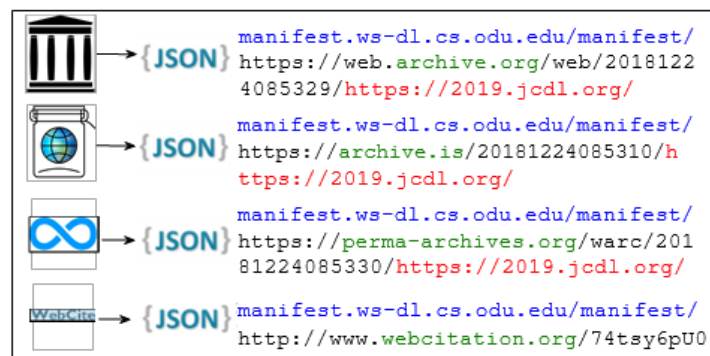 {JSON} manifest.ws-dl.cs.odu.edu/manifest/
https://web.archive.org/web/2018122
4085329/https://2019.jcdl.org/
{JSON} manifest.ws-dl.cs.odu.edu/manifest/
https://archive.is/20181224085310/h
ttps://2019.jcdl.org/
{JSON} manifest.ws-dl.cs.odu.edu/manifest/
https://perma-archives.org/warc/201
81224085330/https://2019.jcdl.org/
WebCite {JSON} manifest.ws-dl.cs.odu.edu/manifest/
http://www.webcitation.org/74tsy6pU0